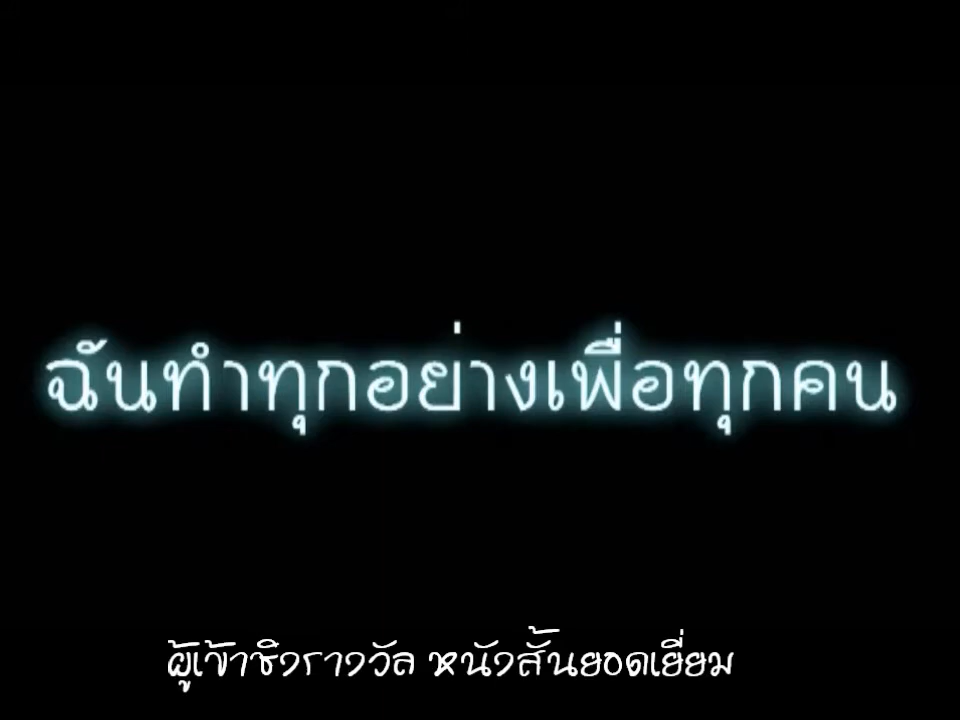 ฉันทำทุกอย่างเพื่อทุกคน
ผู้เข้าชิงรางวัล หนังสั้นยอดเยี่ยม